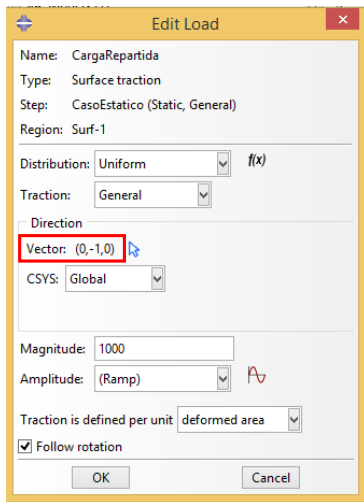 Edit Load
Name: CargaRepartida
Type: Surface traction
Step: CasoEstatico (Static, General)
Region: Surf-1
Distribution: Uniform f(x)
Traction: General
Direction
Vector: (0,-1,0)
CSYS: Global
Magnitude: 1000
Amplitude: (Ramp)
Traction is defined per unit deformed area
Follow rotation
OK Cancel